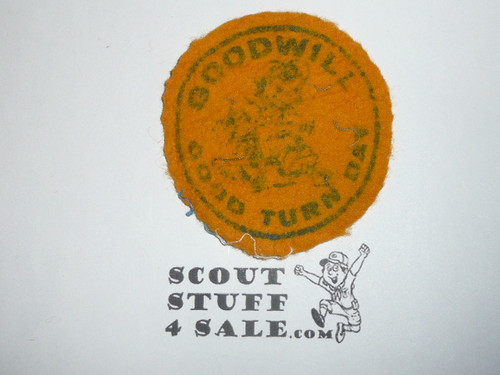 GOODWILL
GOOD TURN DAY
SCOUT
STUFF
4 SALE.COM